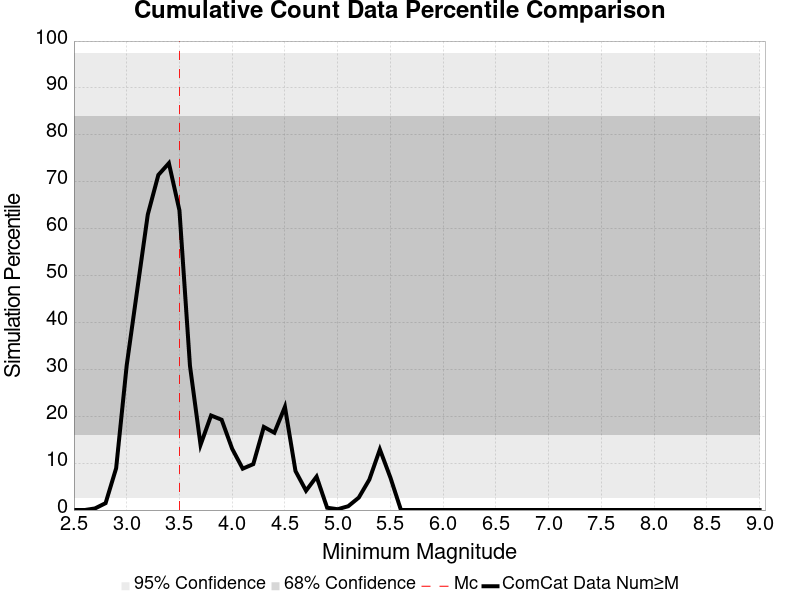 Cumulative Count Data Percentile Comparison
100
90
80
70
60
50
40
30
20
10
0
Simulation Percentile
2.5 3.0 3.5 4.0 4.5 5.0 5.5 6.0 6.5 7.0 7.5 8.0 8.5 9.0
Minimum Magnitude
95% Confidence 68% Confidence Mc ComCat Data Num≥M